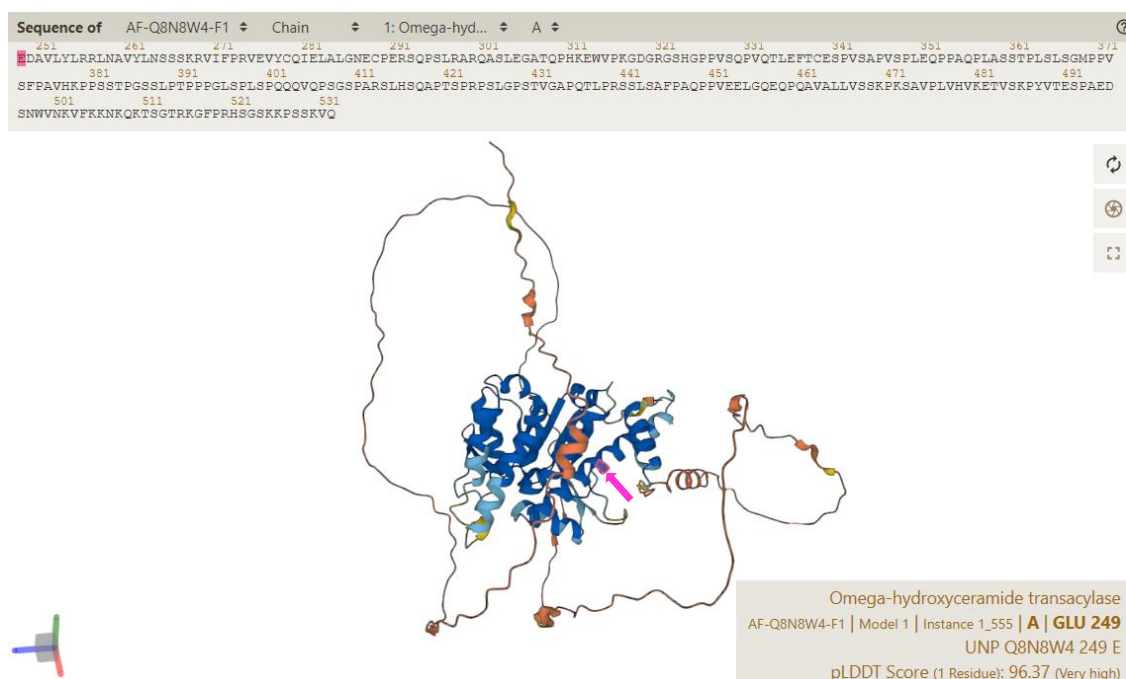 Sequence of AF-Q8N8W4-F1 Chain 1: Omega-hyd... A
251 261 271 281 291 301 311 321 331 341 351 361 371
EDAVLYLRRLNAVYLNSSSKRVIFPRVEVYCQIELALGNECPERSQPSLRARQASLEGATQPHKEWVPKGDGRGSHGPPVSQPVQTLEFTCESPVSAPVSPLEQPPAQPLASSTPLSLSGMPPV
381 391 401 411 421 431 441 451 461 471 481 491
SFPAVHKPPSSTPGSSLPTPPPGLSPLSPQQQVQPSGSPARSLHSQAPTSPRPSLGPSTVGAPQTLPRSSLSAFPAQPPVEELGQEQPQAVALLVSSKPKSAVPLVHVKETVSKPYVTESPAED
501 511 521 531
SNWVNKVFKKNKQKTSGTRKGFPRHSGSKKPSSKVQ
Omega-hydroxyceramide transacylase
AF-Q8N8W4-F1 | Model 1 | Instance 1_555 | A | GLU 249
UNP Q8N8W4 249 E
pLDDT Score (1 Residue): 96.37 (Very high)